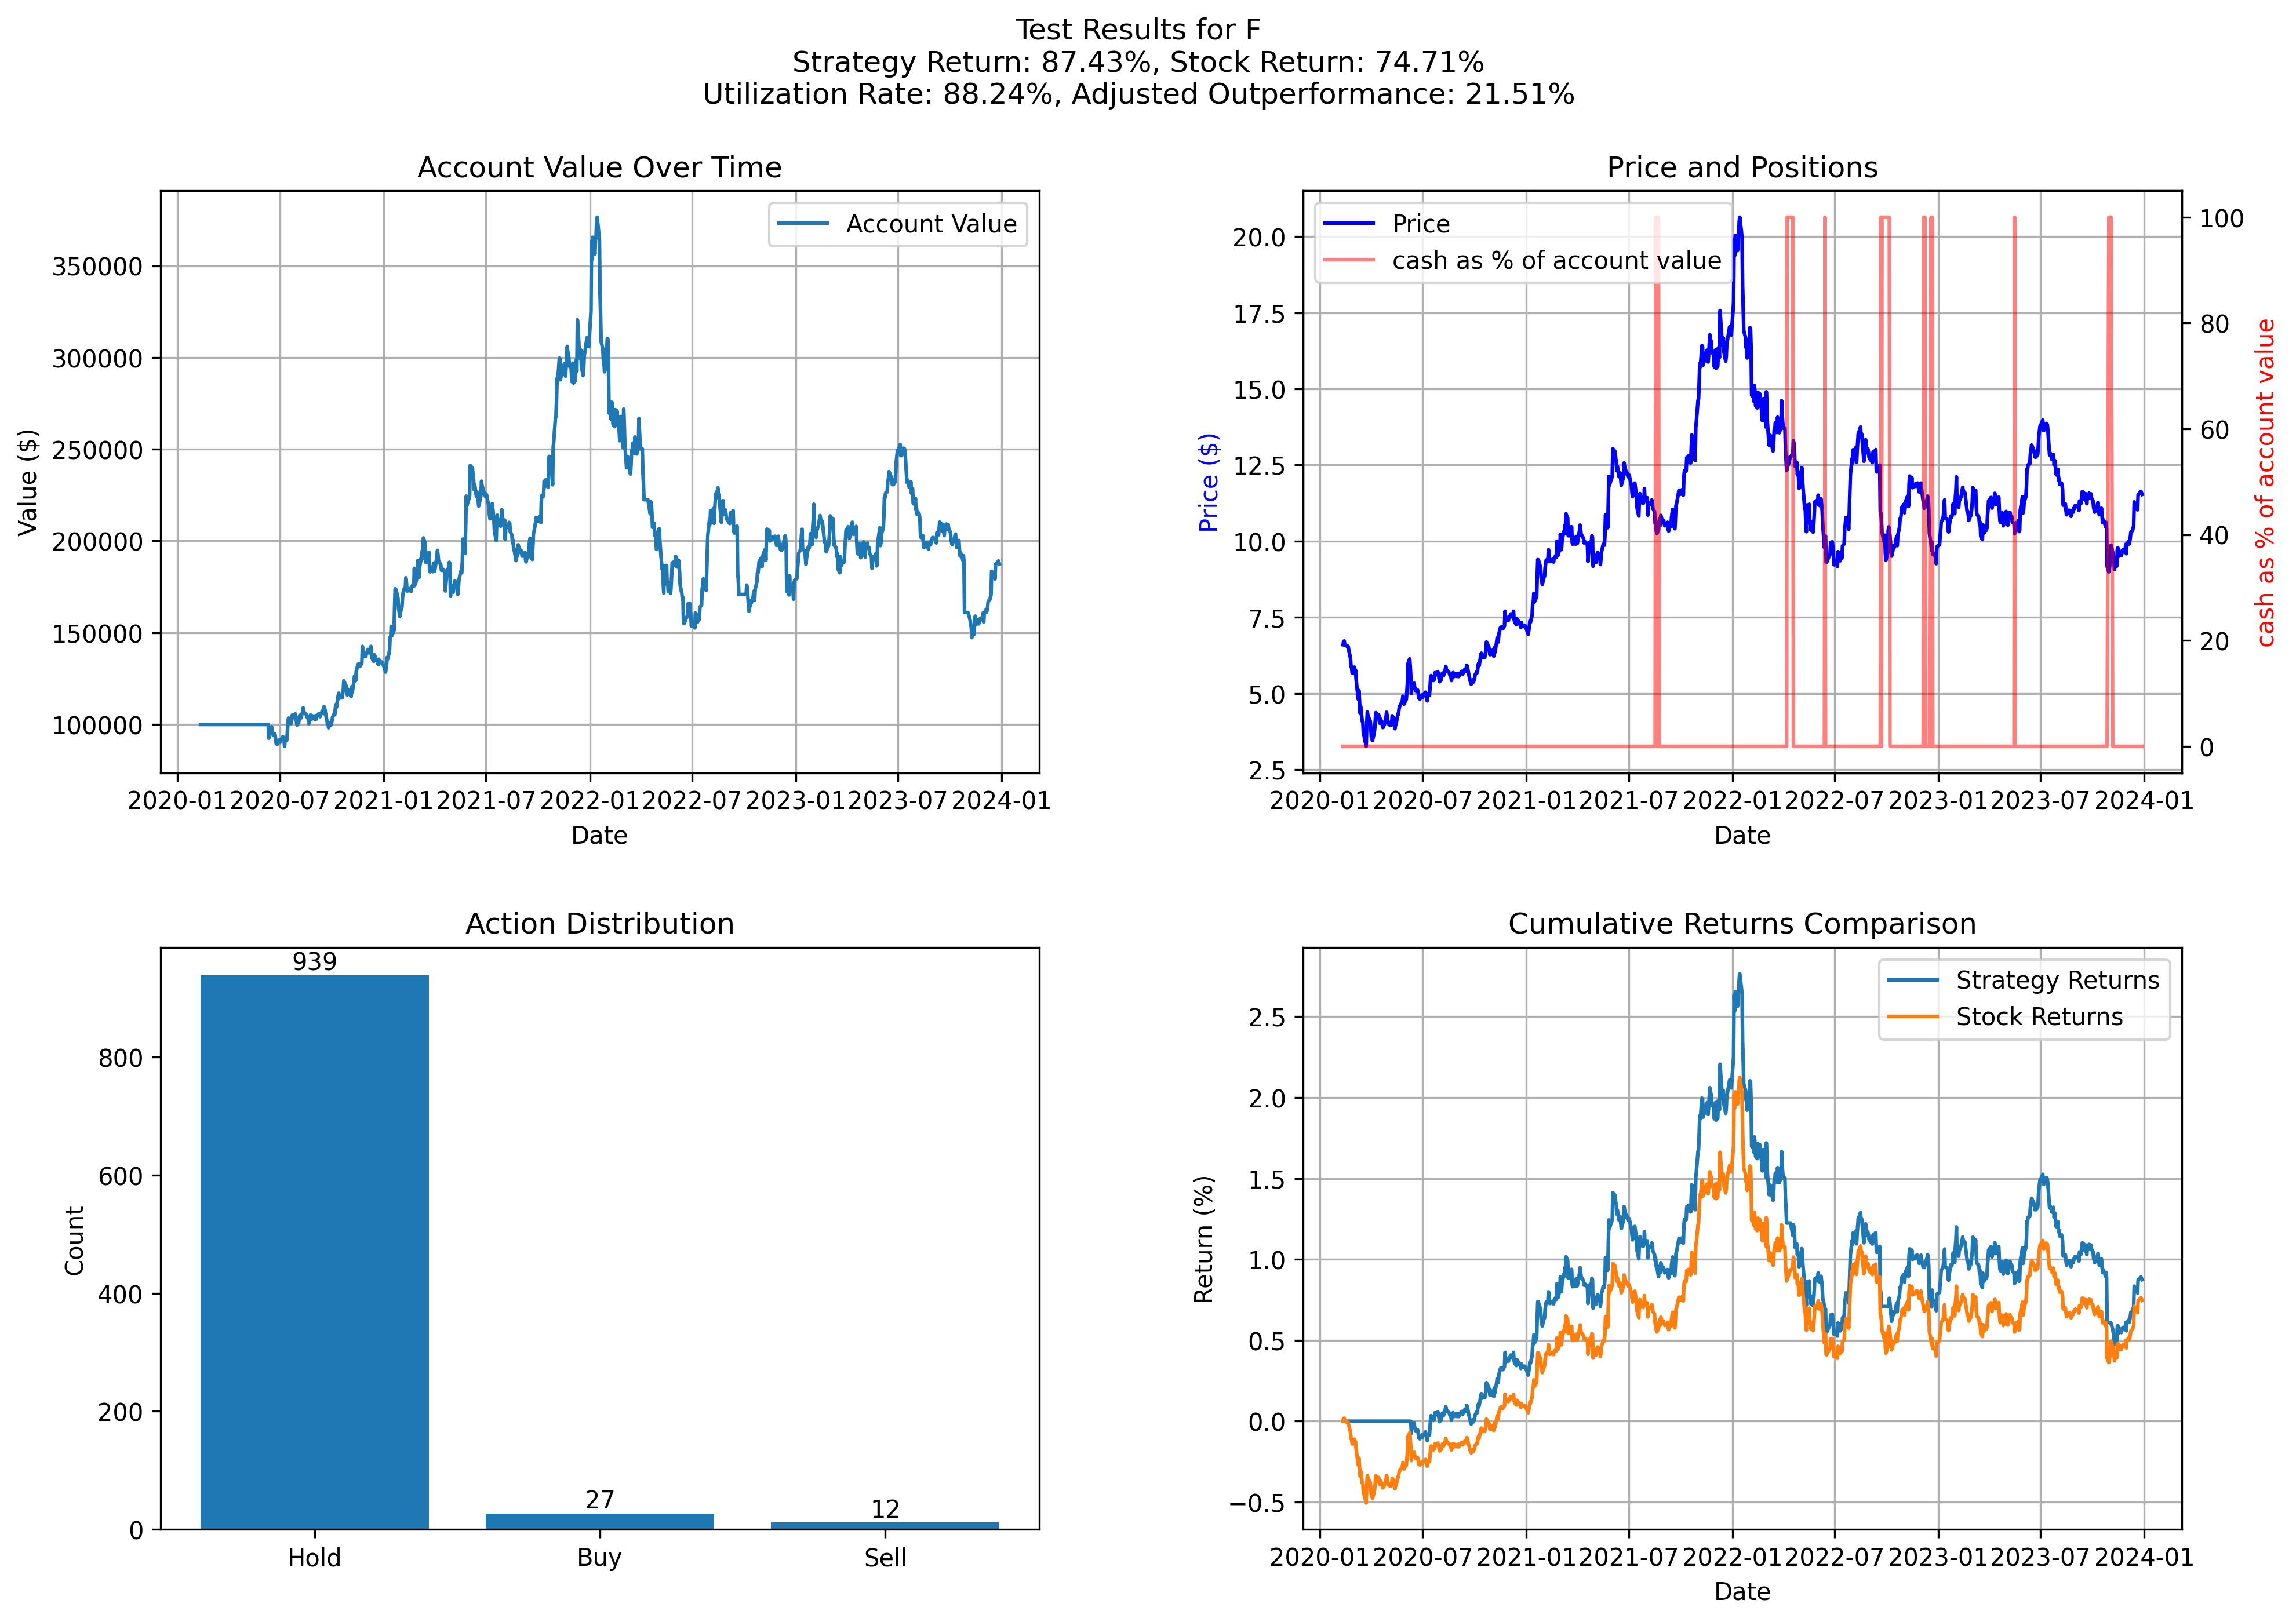 Test Results for F
Strategy Return: 87.43%, Stock Return: 74.71%
Utilization Rate: 88.24%, Adjusted Outperformance: 21.51%
Account Value Over Time
Account Value
350000
300000
250000
200000
150000
100000
Value ($)
2020-01 2020-07 2021-01 2021-07 2022-01 2022-07 2023-01 2023-07 2024-01
Date
Price and Positions
Price
cash as % of account value
20.0
17.5
15.0
12.5
10.0
7.5
5.0
2.5
Price ($)
100
80
60
40
20
0
cash as % of account value
2020-01 2020-07 2021-01 2021-07 2022-01 2022-07 2023-01 2023-07 2024-01
Date
Action Distribution
939
27
12
800
600
400
200
0
Count
Hold Buy Sell
Cumulative Returns Comparison
Strategy Returns
Stock Returns
2.5
2.0
1.5
1.0
0.5
0.0
−0.5
Return (%)
2020-01 2020-07 2021-01 2021-07 2022-01 2022-07 2023-01 2023-07 2024-01
Date